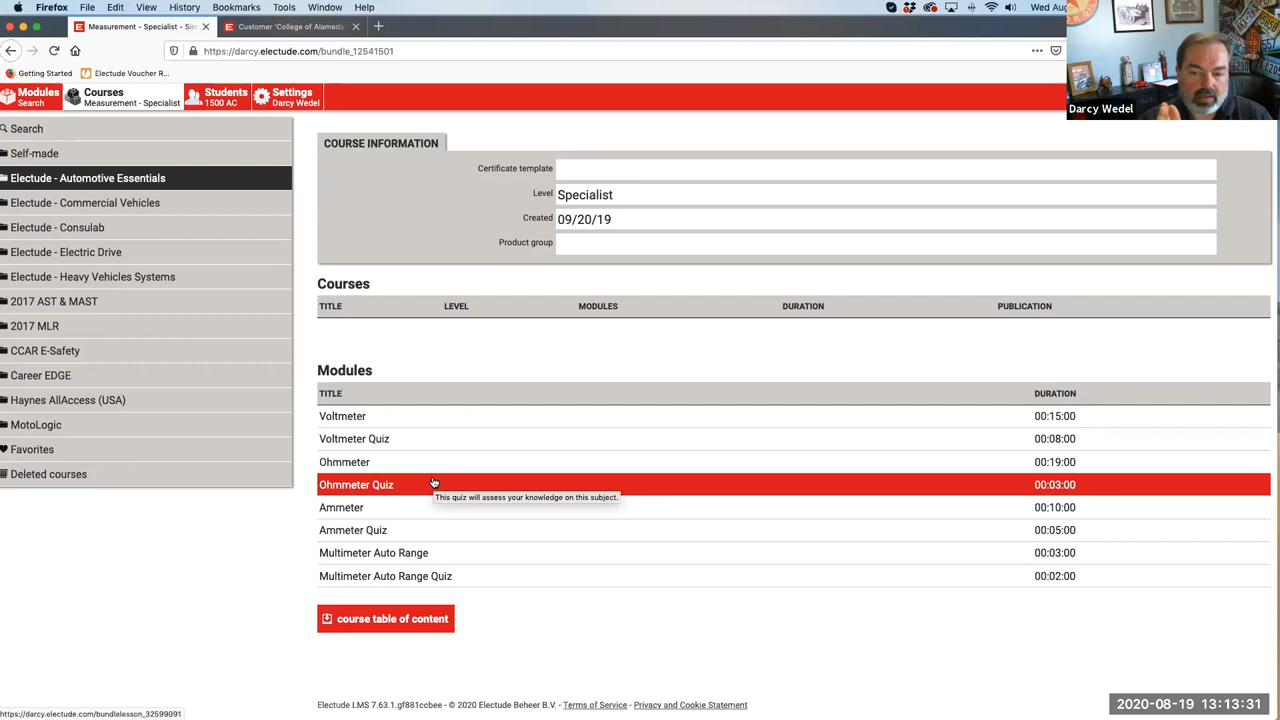 Firefox File Edit View History Bookmarks Tools Window Help Wed Aug
Measurement - Specialist - Sim
Customer 'College of Alameda
https://darcy.electude.com/bundle_12541501
Getting Started
Electude Voucher R...
Darcy Wedel
Modules
Search
Courses
Measurement - Specialist
Students
1500 AC
Settings
Darcy Wedel
Search
Self-made
Electude - Automotive Essentials
Electude - Commercial Vehicles
Electude - Consulab
Electude - Electric Drive
Electude - Heavy Vehicles Systems
2017 AST & MAST
2017 MLR
CCAR E-Safety
Career EDGE
Haynes AllAccess (USA)
MotoLogic
Favorites
Deleted courses
COURSE INFORMATION
Certificate template
Level Specialist
Created 09/20/19
Product group
Courses
TITLE LEVEL MODULES DURATION PUBLICATION
Modules
TITLE DURATION
Voltmeter 00:15:00
Voltmeter Quiz 00:08:00
Ohmmeter 00:19:00
Ohmmeter Quiz 00:03:00
This quiz will assess your knowledge on this subject.
Ammeter 00:10:00
Ammeter Quiz 00:05:00
Multimeter Auto Range 00:03:00
Multimeter Auto Range Quiz 00:02:00
course table of content
Electude LMS 7.63.1.gf881ccbee - © 2020 Electude Beheer B.V. - Terms of Service - Privacy and Cookie Statement
2020-08-19 13:13:31
https://darcy.electude.com/bundlelesson_32599091